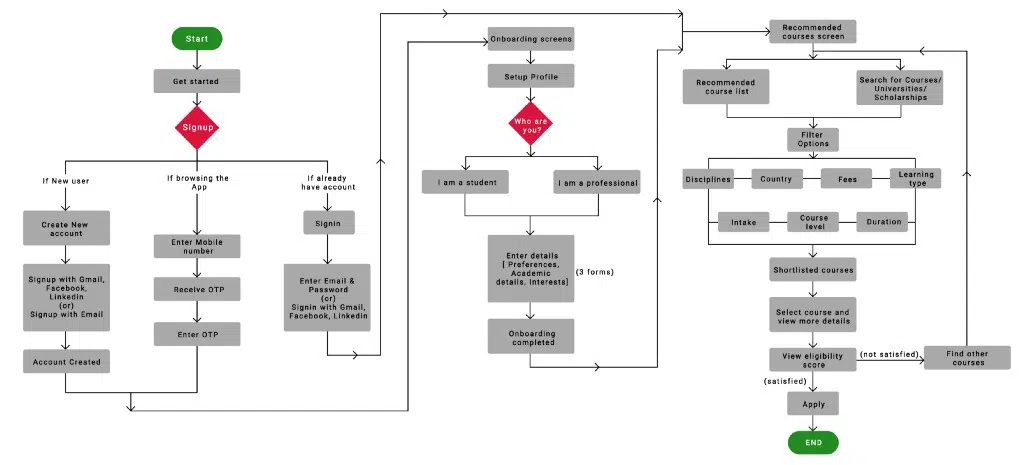 Start
Get started
Signup
If New user
If browsing the
App
If already
have account
Create New
account
Signup with Gmail,
Facebook,
Linkedin
(or)
Signup with Email
Account Created
Enter Mobile
number
Receive OTP
Enter OTP
Signin
Enter Email &
Password
(or)
Signin with Gmail,
Facebook, Linkedin
Onboarding screens
Setup Profile
Who are
you?
I am a student
I am a professional
Enter details
[ Preferences,
Academic
details, Interests]
(3 forms)
Onboarding
completed
Recommended
courses screen
Recommended
course list
Search for Courses/
Universities/
Scholarships
Filter
Options
Disciplines
Country
Fees
Learning
type
Intake
Course
level
Duration
Shortlisted courses
Select course and
view more details
View eligibility
score
(not satisfied)
Find other
courses
(satisfied)
Apply
END